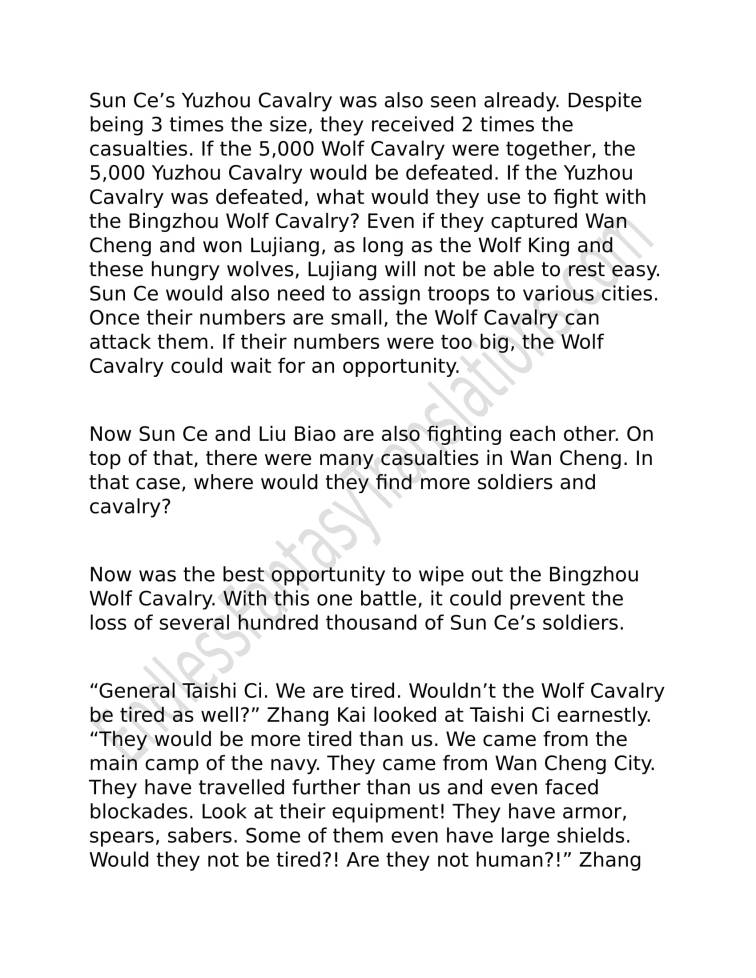 Sun Ce’s Yuzhou Cavalry was also seen already. Despite
being 3 times the size, they received 2 times the
casualties. If the 5,000 Wolf Cavalry were together, the
5,000 Yuzhou Cavalry would be defeated. If the Yuzhou
Cavalry was defeated, what would they use to fight with
the Bingzhou Wolf Cavalry? Even if they captured Wan
Cheng and won Lujiang, as long as the Wolf King and
these hungry wolves, Lujiang will not be able to rest easy.
Sun Ce would also need to assign troops to various cities.
Once their numbers are small, the Wolf Cavalry can
attack them. If their numbers were too big, the Wolf
Cavalry could wait for an opportunity.
Now Sun Ce and Liu Biao are also fighting each other. On
top of that, there were many casualties in Wan Cheng. In
that case, where would they find more soldiers and
cavalry?
Now was the best opportunity to wipe out the Bingzhou
Wolf Cavalry. With this one battle, it could prevent the
loss of several hundred thousand of Sun Ce’s soldiers.
“General Taishi Ci. We are tired. Wouldn’t the Wolf Cavalry
be tired as well?” Zhang Kai looked at Taishi Ci earnestly.
“They would be more tired than us. We came from the
main camp of the navy. They came from Wan Cheng City.
They have travelled further than us and even faced
blockades. Look at their equipment! They have armor,
spears, sabers. Some of them even have large shields.
Would they not be tired?! Are they not human?!” Zhang
EndlessFantasyTranslations.com